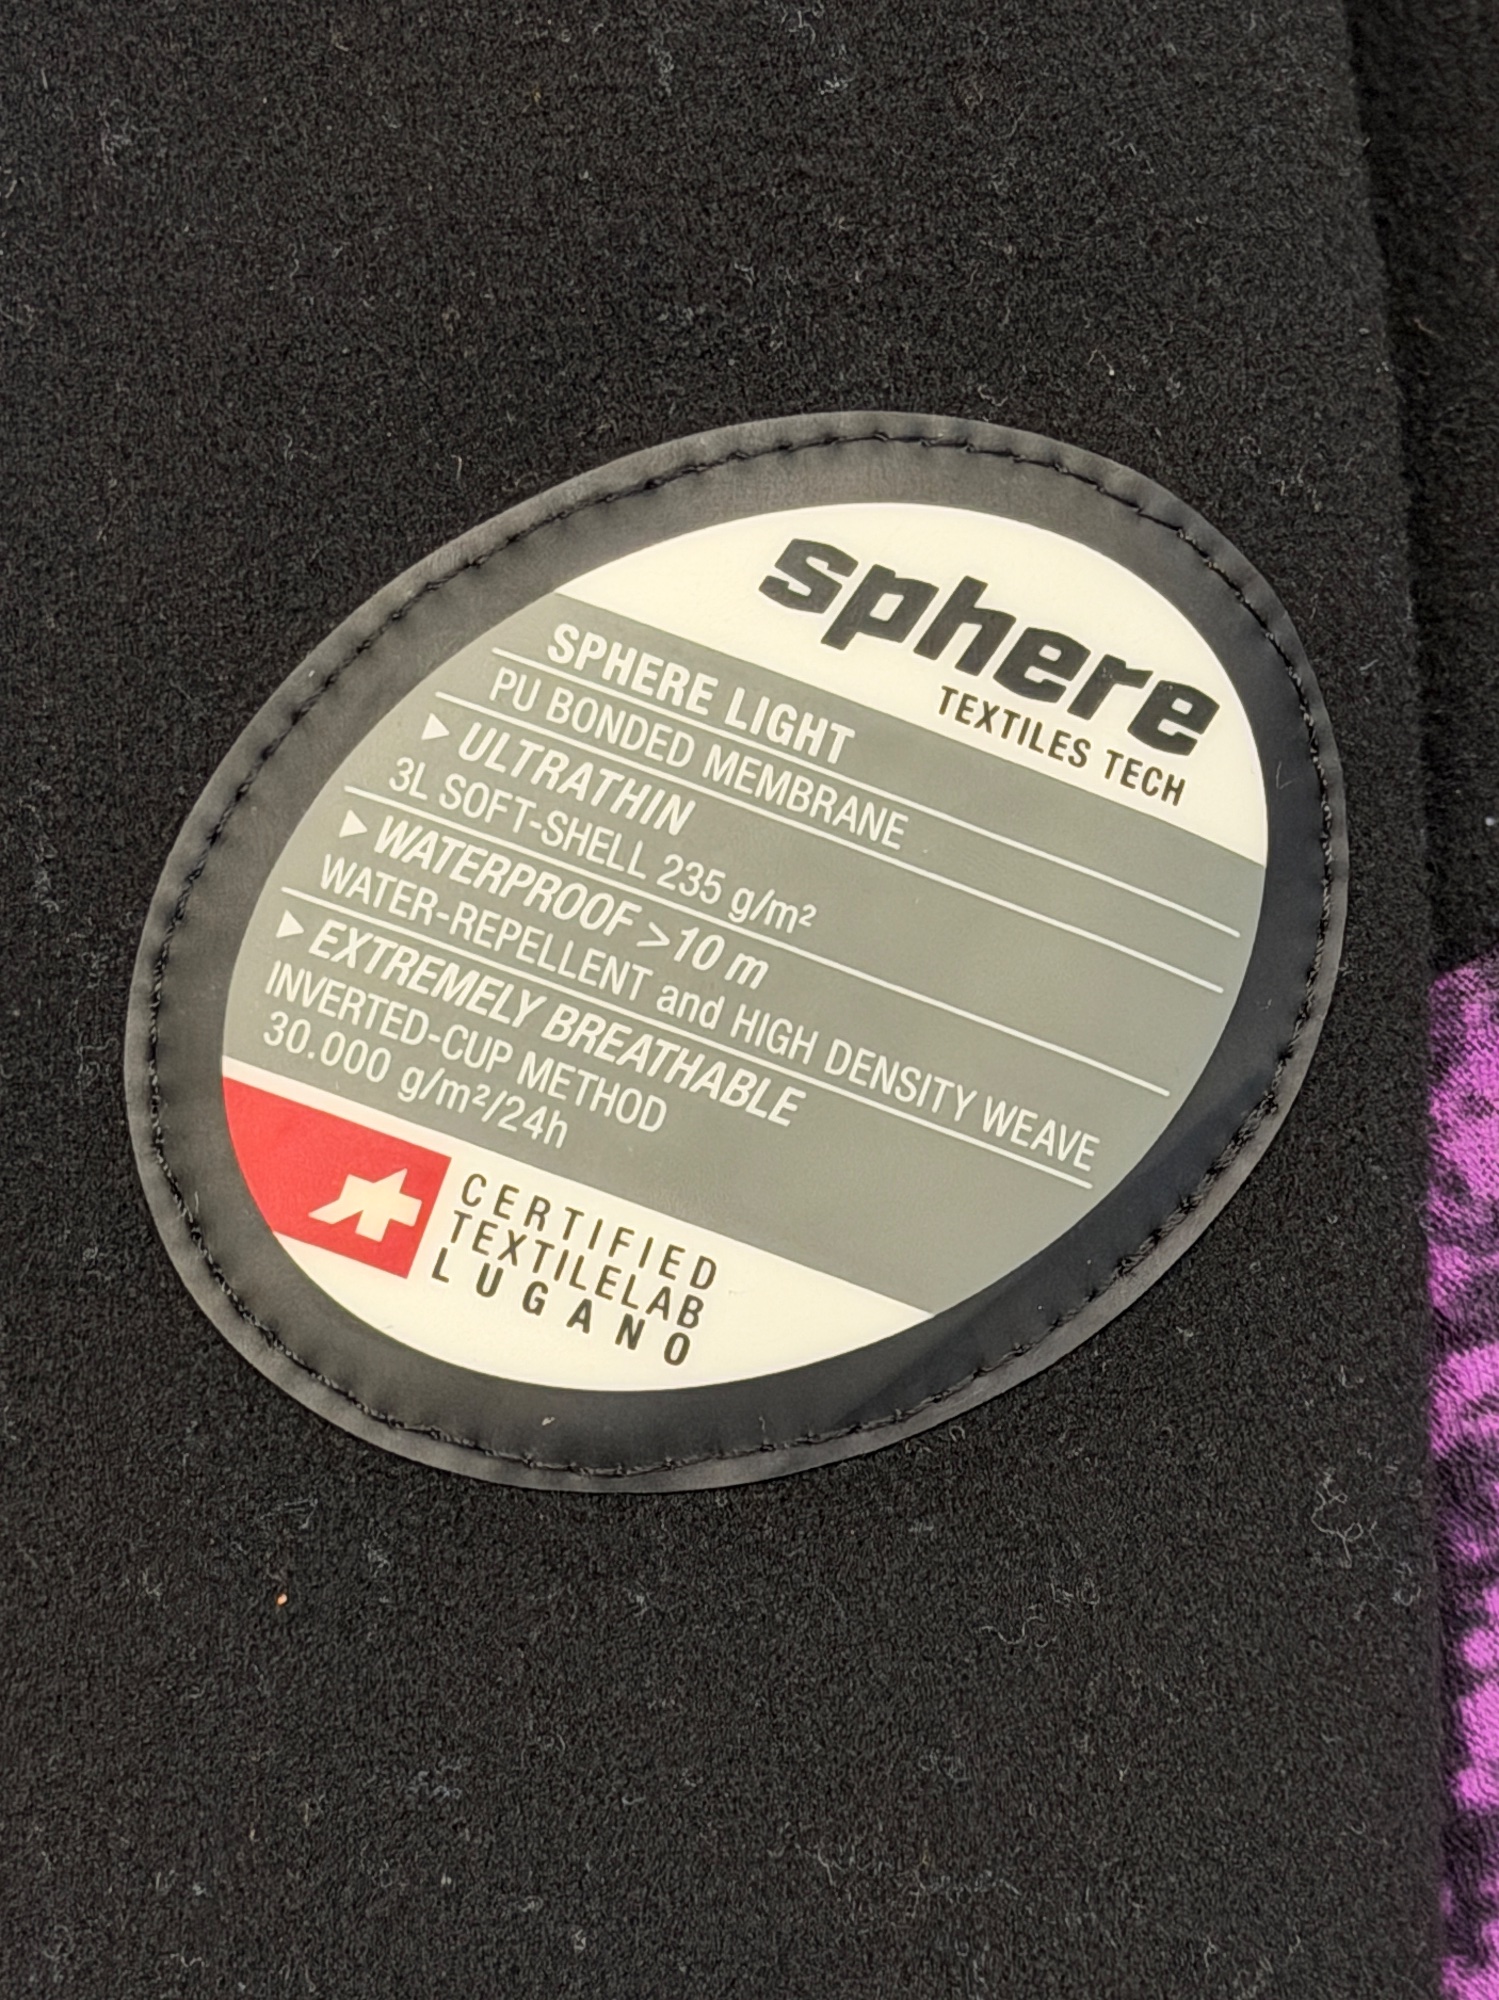 sphere
TEXTILES TECH
SPHERE LIGHT
PU BONDED MEMBRANE
▶ ULTRATHIN
3L SOFT-SHELL 235 g/m²
▶ WATERPROOF >10 m
WATER-REPELLENT and HIGH DENSITY WEAVE
▶ EXTREMELY BREATHABLE
INVERTED-CUP METHOD
30.000 g/m²/24h
CERTIFIED
TEXTILELAB
LUGANO